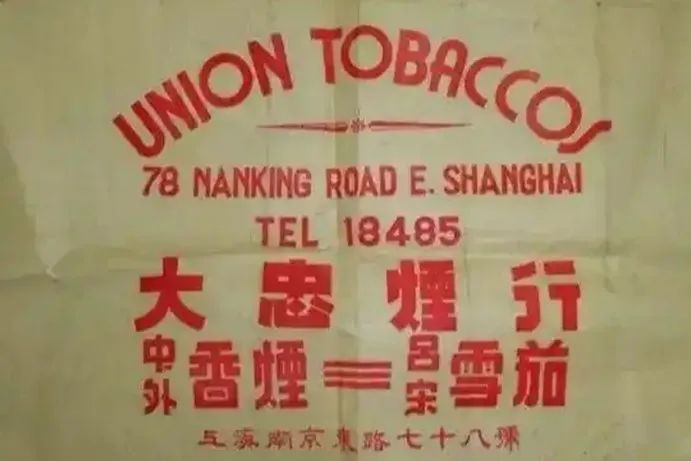 UNION TOBACCOS
78 NANKING ROAD E. SHANGHAI
TEL 18485
大忠煙行
中外香煙 呂宋雪茄
上海南京東路七十八號